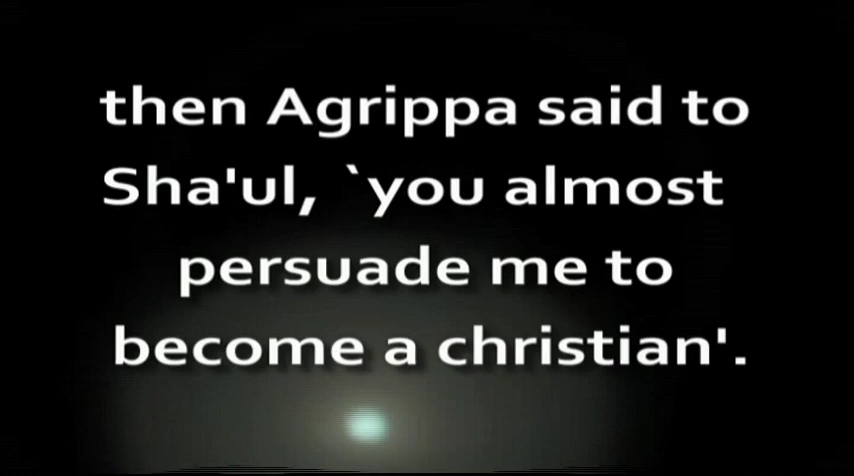 then Agrippa said to
Sha'ul, `you almost
persuade me to
become a christian'.